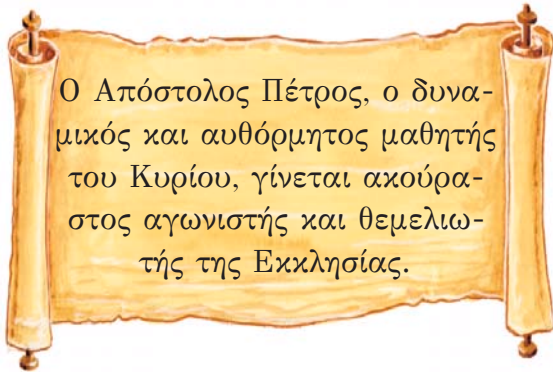 Ο Απόστολος Πέτρος, ο δυνα-
μικός και αυθόρμητος μαθητής
του Κυρίου, γίνεται ακούρα-
στος αγωνιστής και θεμελιω-
τής της Εκκλησίας.